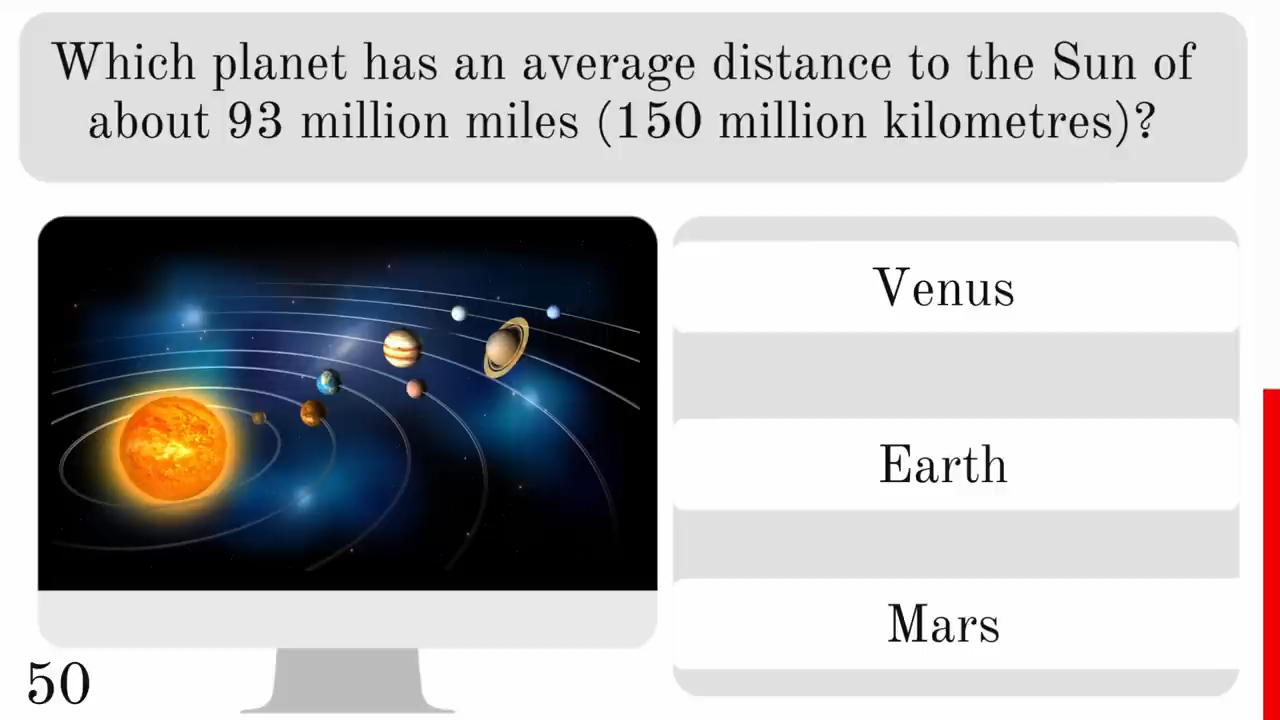 Which planet has an average distance to the Sun of
about 93 million miles (150 million kilometres)?
Venus
Earth
Mars
50